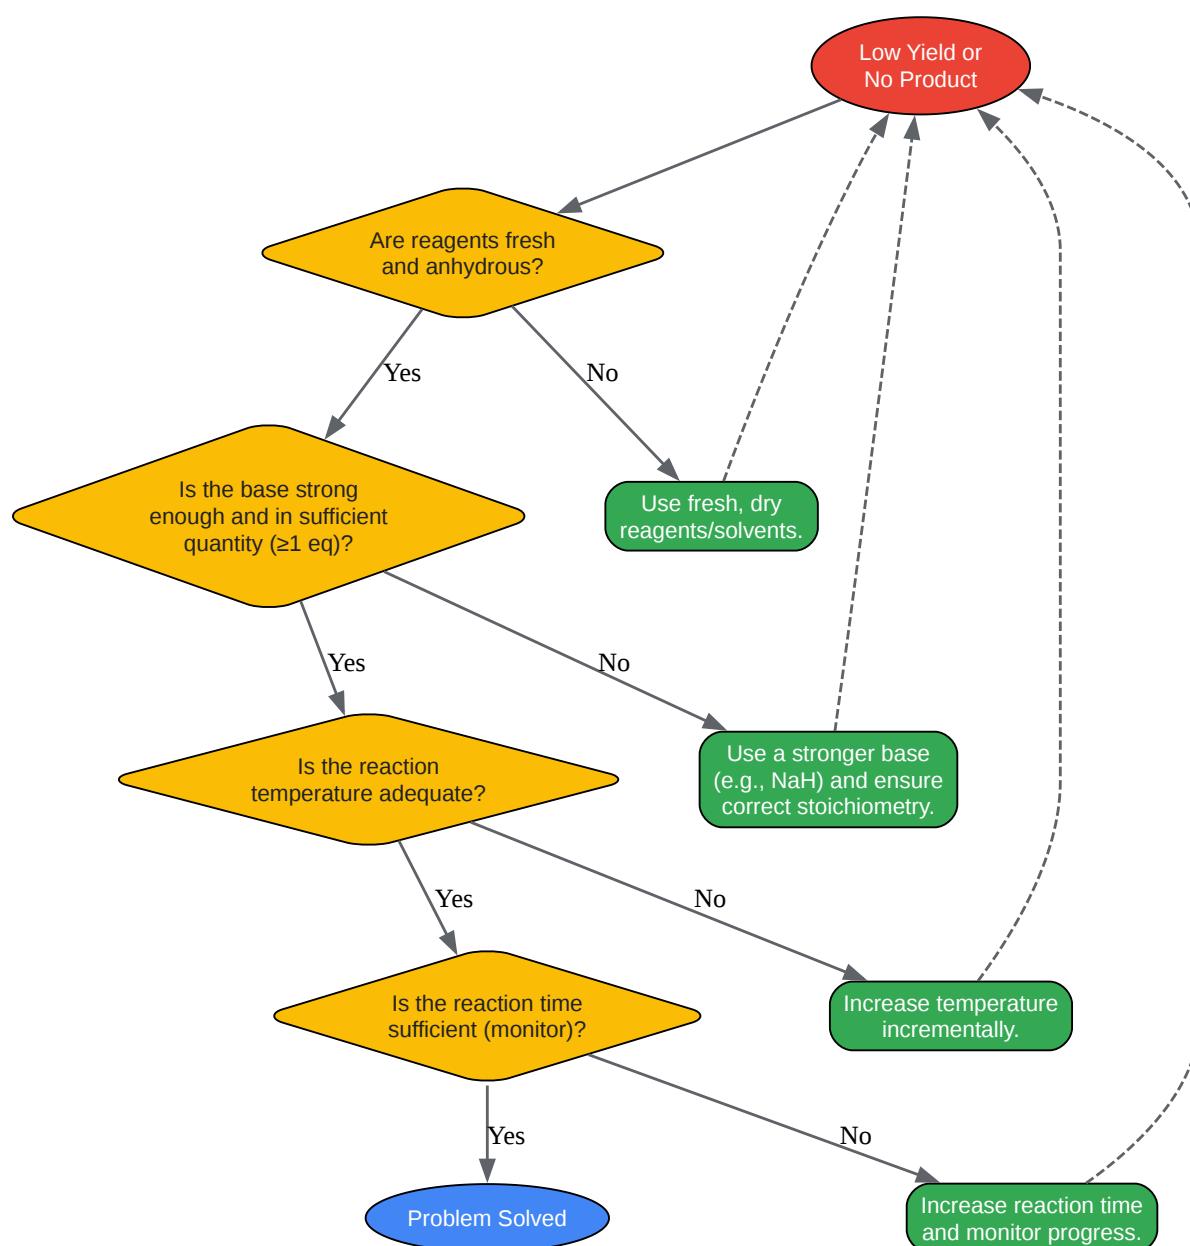 Low Yield or
No Product
Are reagents fresh
and anhydrous?
Yes
No
Is the base strong
enough and in sufficient
quantity (≥1 eq)?
Use fresh, dry
reagents/solvents.
Yes
No
Is the reaction
temperature adequate?
Use a stronger base
(e.g., NaH) and ensure
correct stoichiometry.
Yes
No
Is the reaction time
sufficient (monitor)?
Increase temperature
incrementally.
Yes
No
Problem Solved
Increase reaction time
and monitor progress.